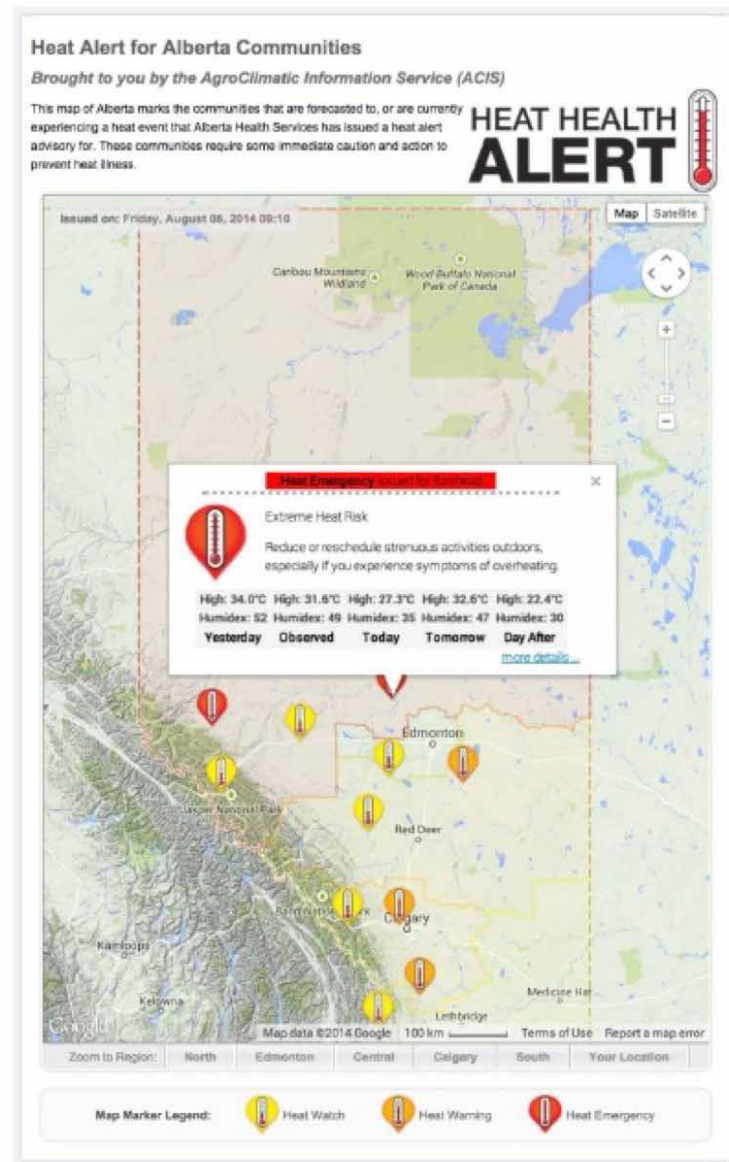 Heat Alert for Alberta Communities
Brought to you by the AgroClimatic Information Service (ACIS)
This map of Alberta marks the communities that are forecasted to, or are currently
experiencing a heat event that Alberta Health Services has issued a heat alert
advisory for. These communities require some immediate caution and action to
prevent heat illness.
HEAT HEALTH
ALERT
Issued on: Friday, August 08, 2014 09:10
Map Satellite
Caribou Mountains
Wildland
Wood Buffalo National
Park of Canada
Heat Emergency issued for Barrhead
Extreme Heat Risk
Reduce or reschedule strenuous activities outdoors,
especially if you experience symptoms of overheating.
High: 34.0°C High: 31.6°C High: 27.3°C High: 32.6°C High: 22.4°C
Humidex: 52 Humidex: 49 Humidex: 35 Humidex: 47 Humidex: 30
Yesterday Observed Today Tomorrow Day After
more details ...
Edmonton
Jasper National Park
Red Deer
Banff National Park
Calgary
Kamloops
Kelowna
Medicine Hat
Lethbridge
Google
Map data ©2014 Google 100 km Terms of Use Report a map error
Zoom to Region: North Edmonton Central Calgary South Your Location
Map Marker Legend: Heat Watch Heat Warning Heat Emergency